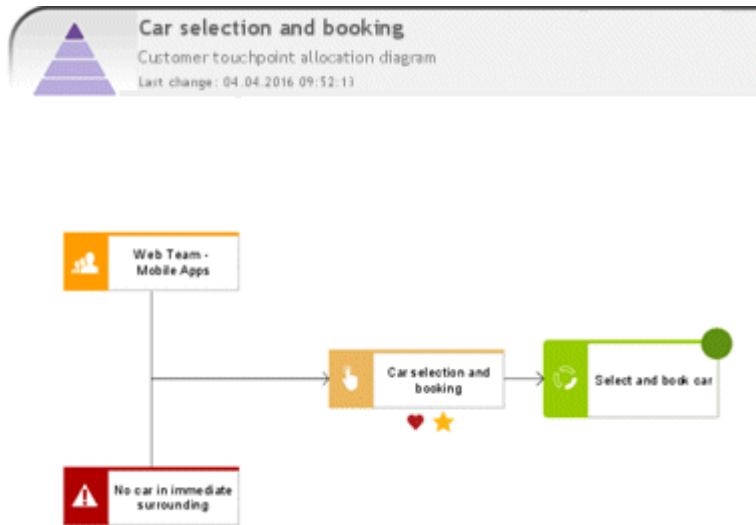 Car selection and booking
Customer touchpoint allocation diagram
Last change: 04.04.2016 09:52:13
Web Team -
Mobile Apps
Car selection and
booking
Select and book car
No car in immediate
surrounding